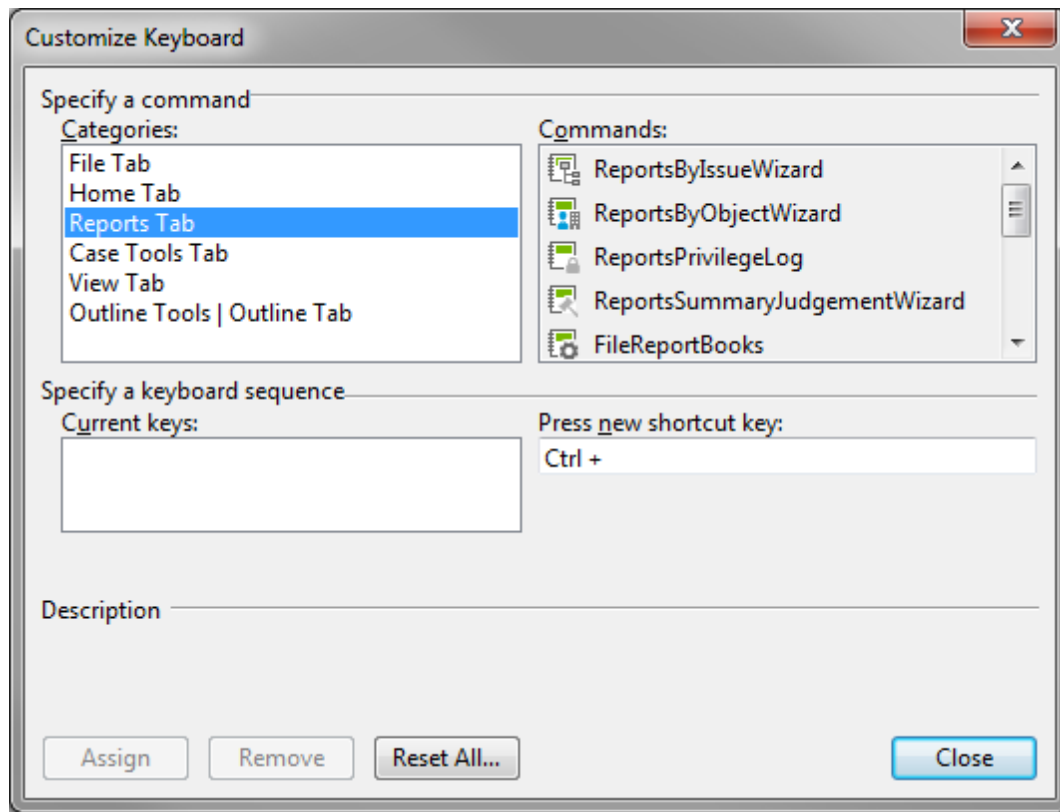 Customize Keyboard
Specify a command
Categories:
File Tab
Home Tab
Reports Tab
Case Tools Tab
View Tab
Outline Tools | Outline Tab
Commands:
ReportsByIssueWizard
ReportsByObjectWizard
ReportsPrivilegeLog
ReportsSummaryJudgementWizard
FileReportBooks
Specify a keyboard sequence
Current keys:
Press new shortcut key:
Ctrl +
Description
Assign
Remove
Reset All...
Close